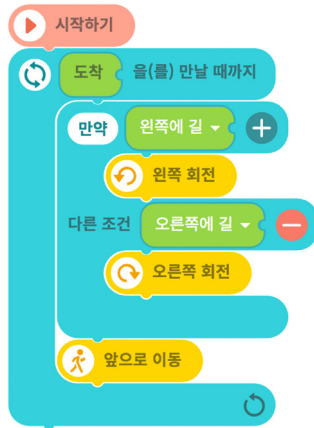 시작하기
도착 을(를) 만날 때까지
만약 왼쪽에 길
왼쪽 회전
다른 조건 오른쪽에 길
오른쪽 회전
앞으로 이동